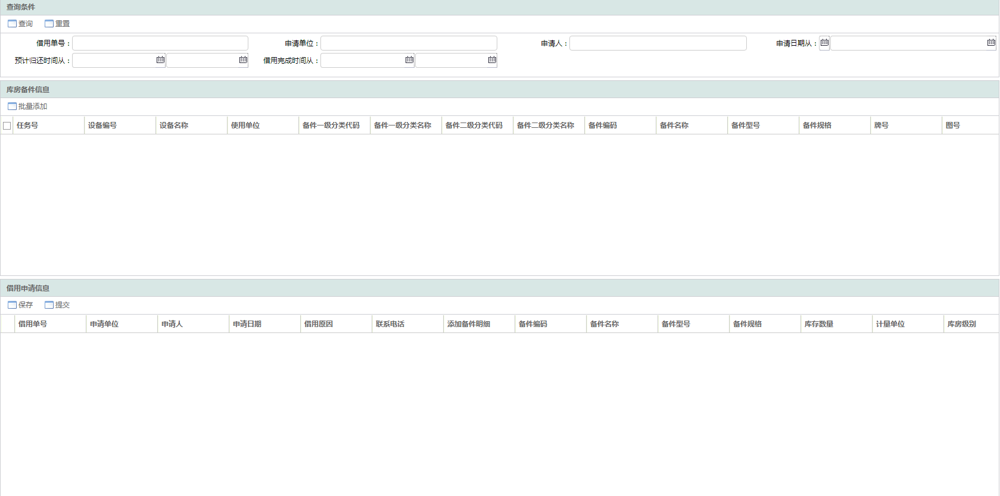 查询条件
查询 重置
借用单号： 申请单位： 申请人： 申请日期从：
预计归还时间从： 借用完成时间从：
库房备件信息
批量添加
任务号 设备编号 设备名称 使用单位 备件一级分类代码 备件一级分类名称 备件二级分类代码 备件二级分类名称 备件编码 备件名称 备件型号 备件规格 牌号 图号
借用申请信息
保存 提交
借用单号 申请单位 申请人 申请日期 借用原因 联系电话 添加备件明细 备件编码 备件名称 备件型号 备件规格 库存数量 计量单位 库房级别